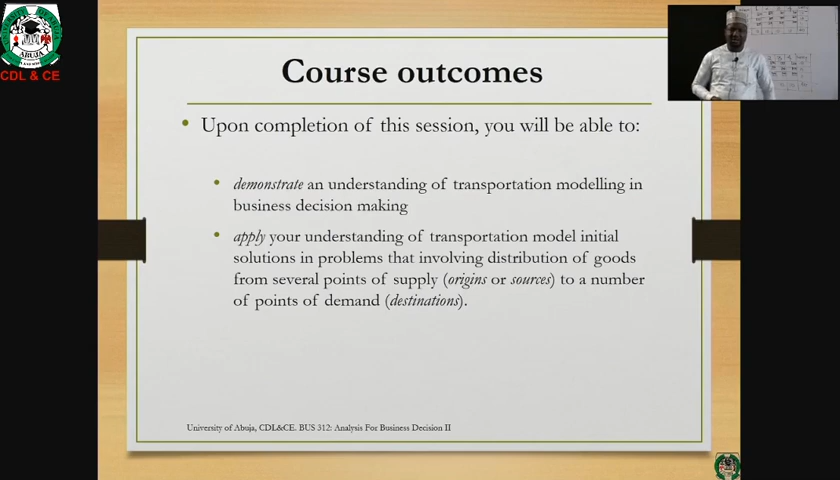 ABUJA
CDL & CE
Course outcomes
• Upon completion of this session, you will be able to:
• demonstrate an understanding of transportation modelling in
business decision making
• apply your understanding of transportation model initial
solutions in problems that involving distribution of goods
from several points of supply (origins or sources) to a number
of points of demand (destinations).
University of Abuja, CDL&CE. BUS 312: Analysis For Business Decision II